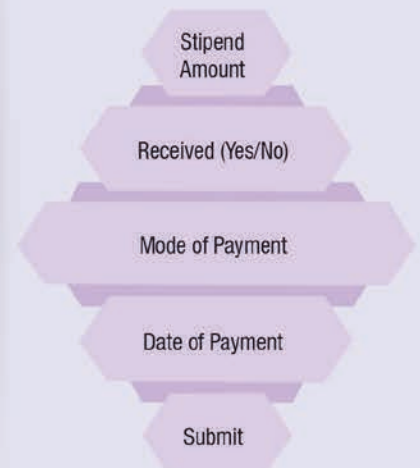 Stipend
Amount
Received (Yes/No)
Mode of Payment
Date of Payment
Submit